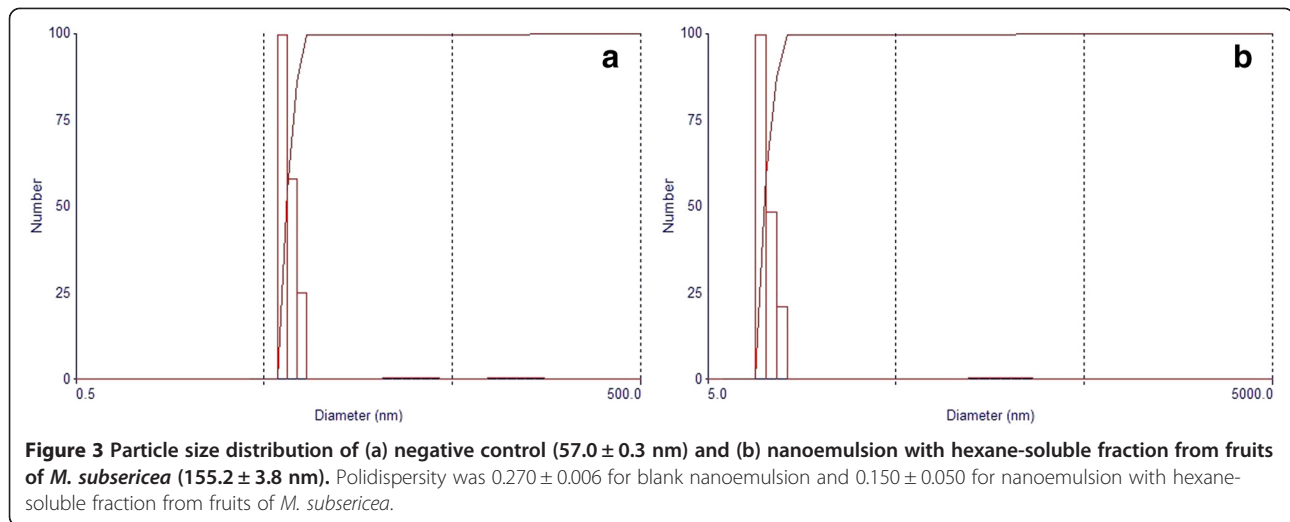 a
100
75
50
25
0
Number
0.5
500.0
Diameter (nm)
b
100
75
50
25
0
Number
5.0
5000.0
Diameter (nm)
Figure 3 Particle size distribution of (a) negative control (57.0 ± 0.3 nm) and (b) nanoemulsion with hexane-soluble fraction from fruits
of M. subsericea (155.2 ± 3.8 nm). Polidispersity was 0.270 ± 0.006 for blank nanoemulsion and 0.150 ± 0.050 for nanoemulsion with hexane-
soluble fraction from fruits of M. subsericea.